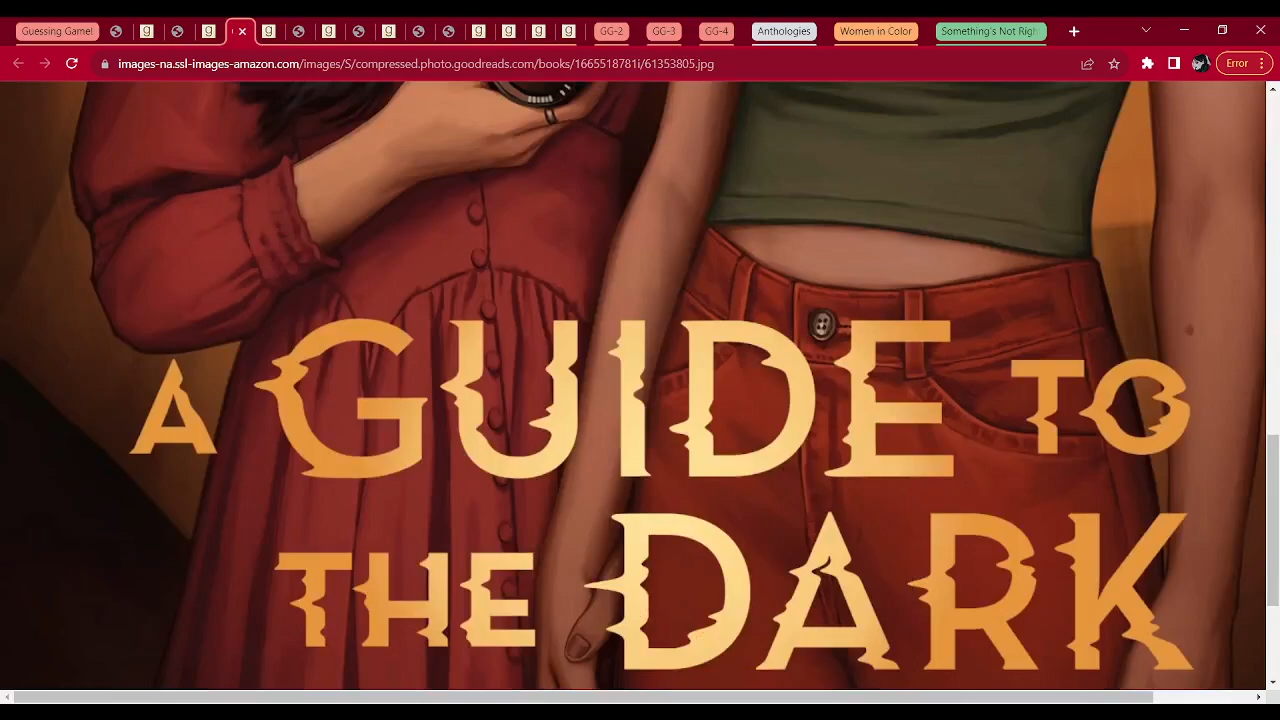 Guessing Game!
GG-2
GG-3
GG-4
Anthologies
Women in Color
Something's Not Righ
images-na.ssl-images-amazon.com/images/S/compressed.photo.goodreads.com/books/1665518781i/61353805.jpg
Error
A GUIDE TO
THE DARK